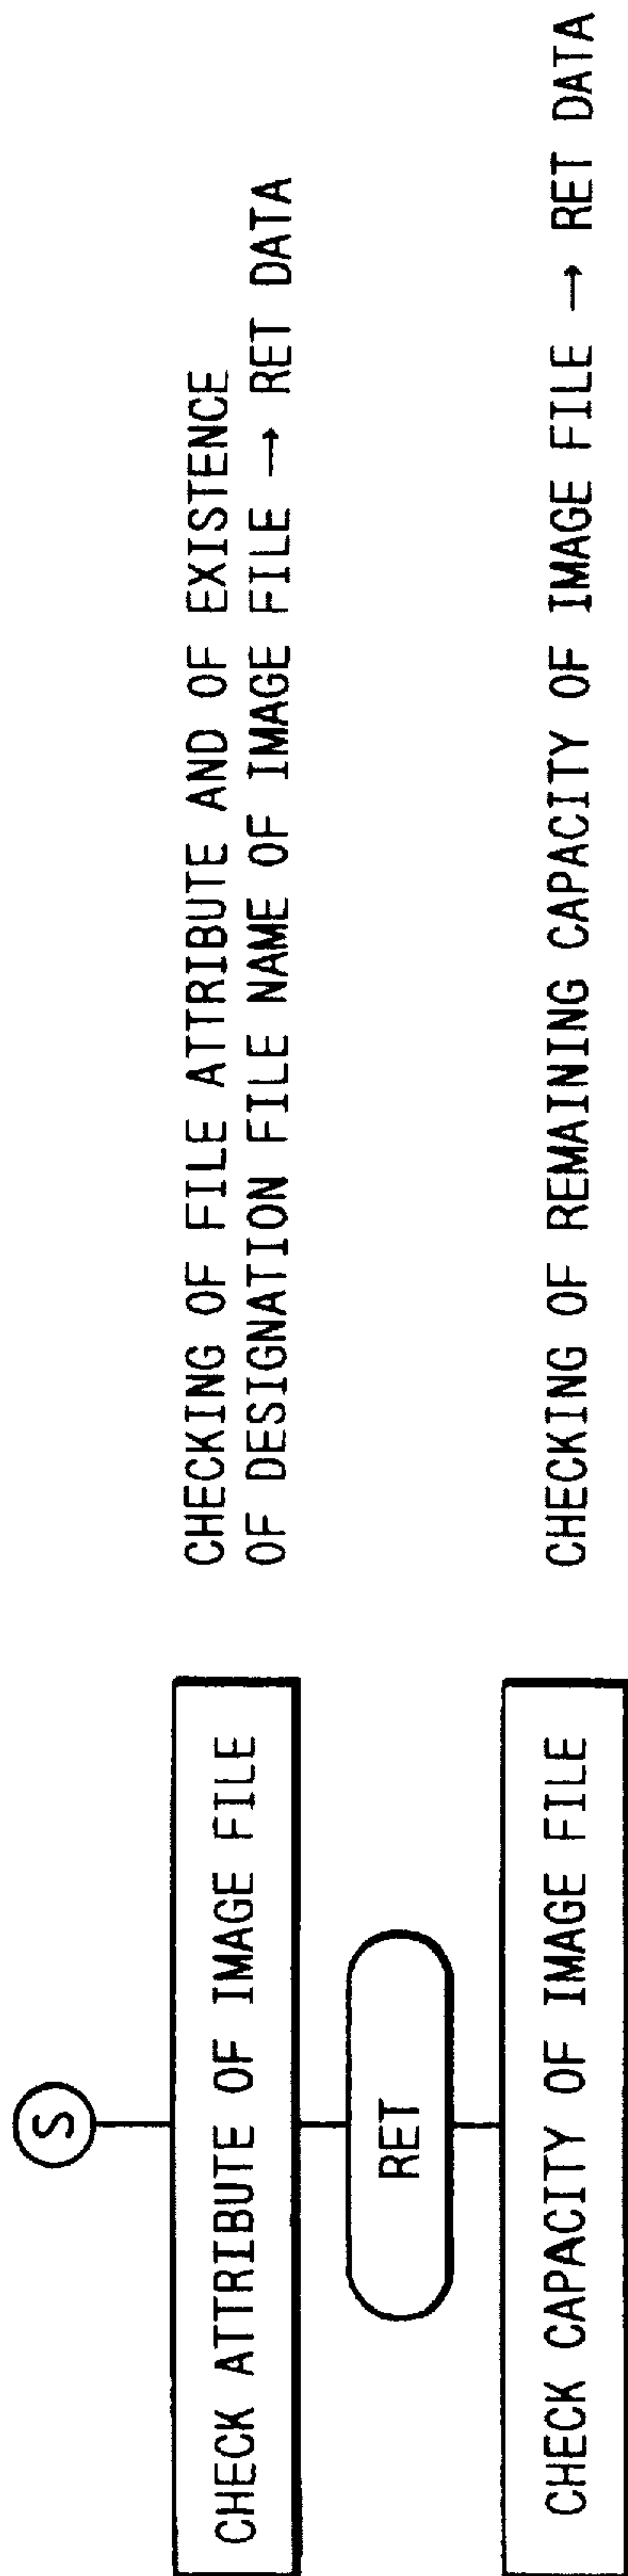 S
CHECK ATTRIBUTE OF IMAGE FILE
CHECKING OF FILE ATTRIBUTE AND OF EXISTENCE
OF DESIGNATION FILE NAME OF IMAGE FILE → RET DATA
RET
CHECK CAPACITY OF IMAGE FILE
CHECKING OF REMAINING CAPACITY OF IMAGE FILE → RET DATA